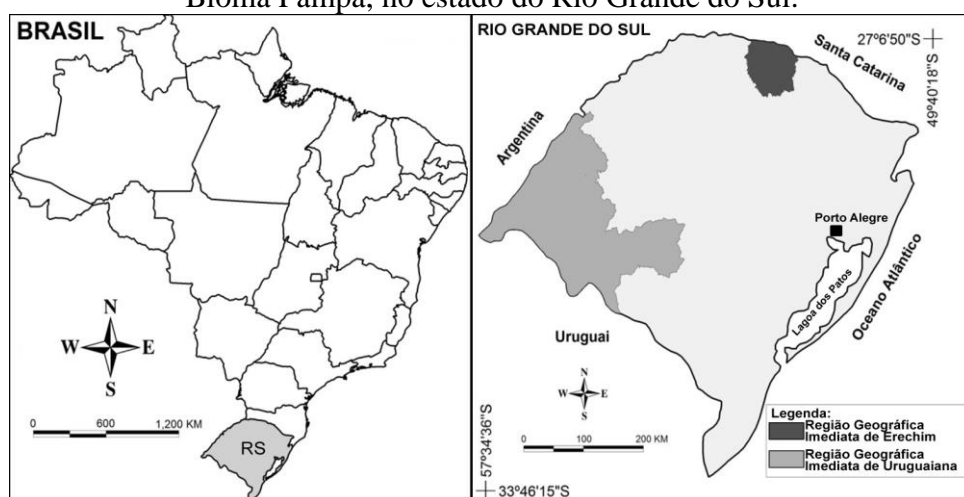 Bioma Pampa, no estado do Rio Grande do Sul.
BRASIL
N
W
E
S
0 600 1,200 KM
RS
RIO GRANDE DO SUL
27º6'50"S
49º40'18"S
Santa Catarina
Argentina
Porto Alegre
Lagoa dos Patos
Oceano Atlântico
Uruguai
N
W
E
S
0 100 200 KM
57º34'36"S
33º46'15"S
Legenda:
Região Geográfica
Imediata de Erechim
Região Geográfica
Imediata de Uruguaiana